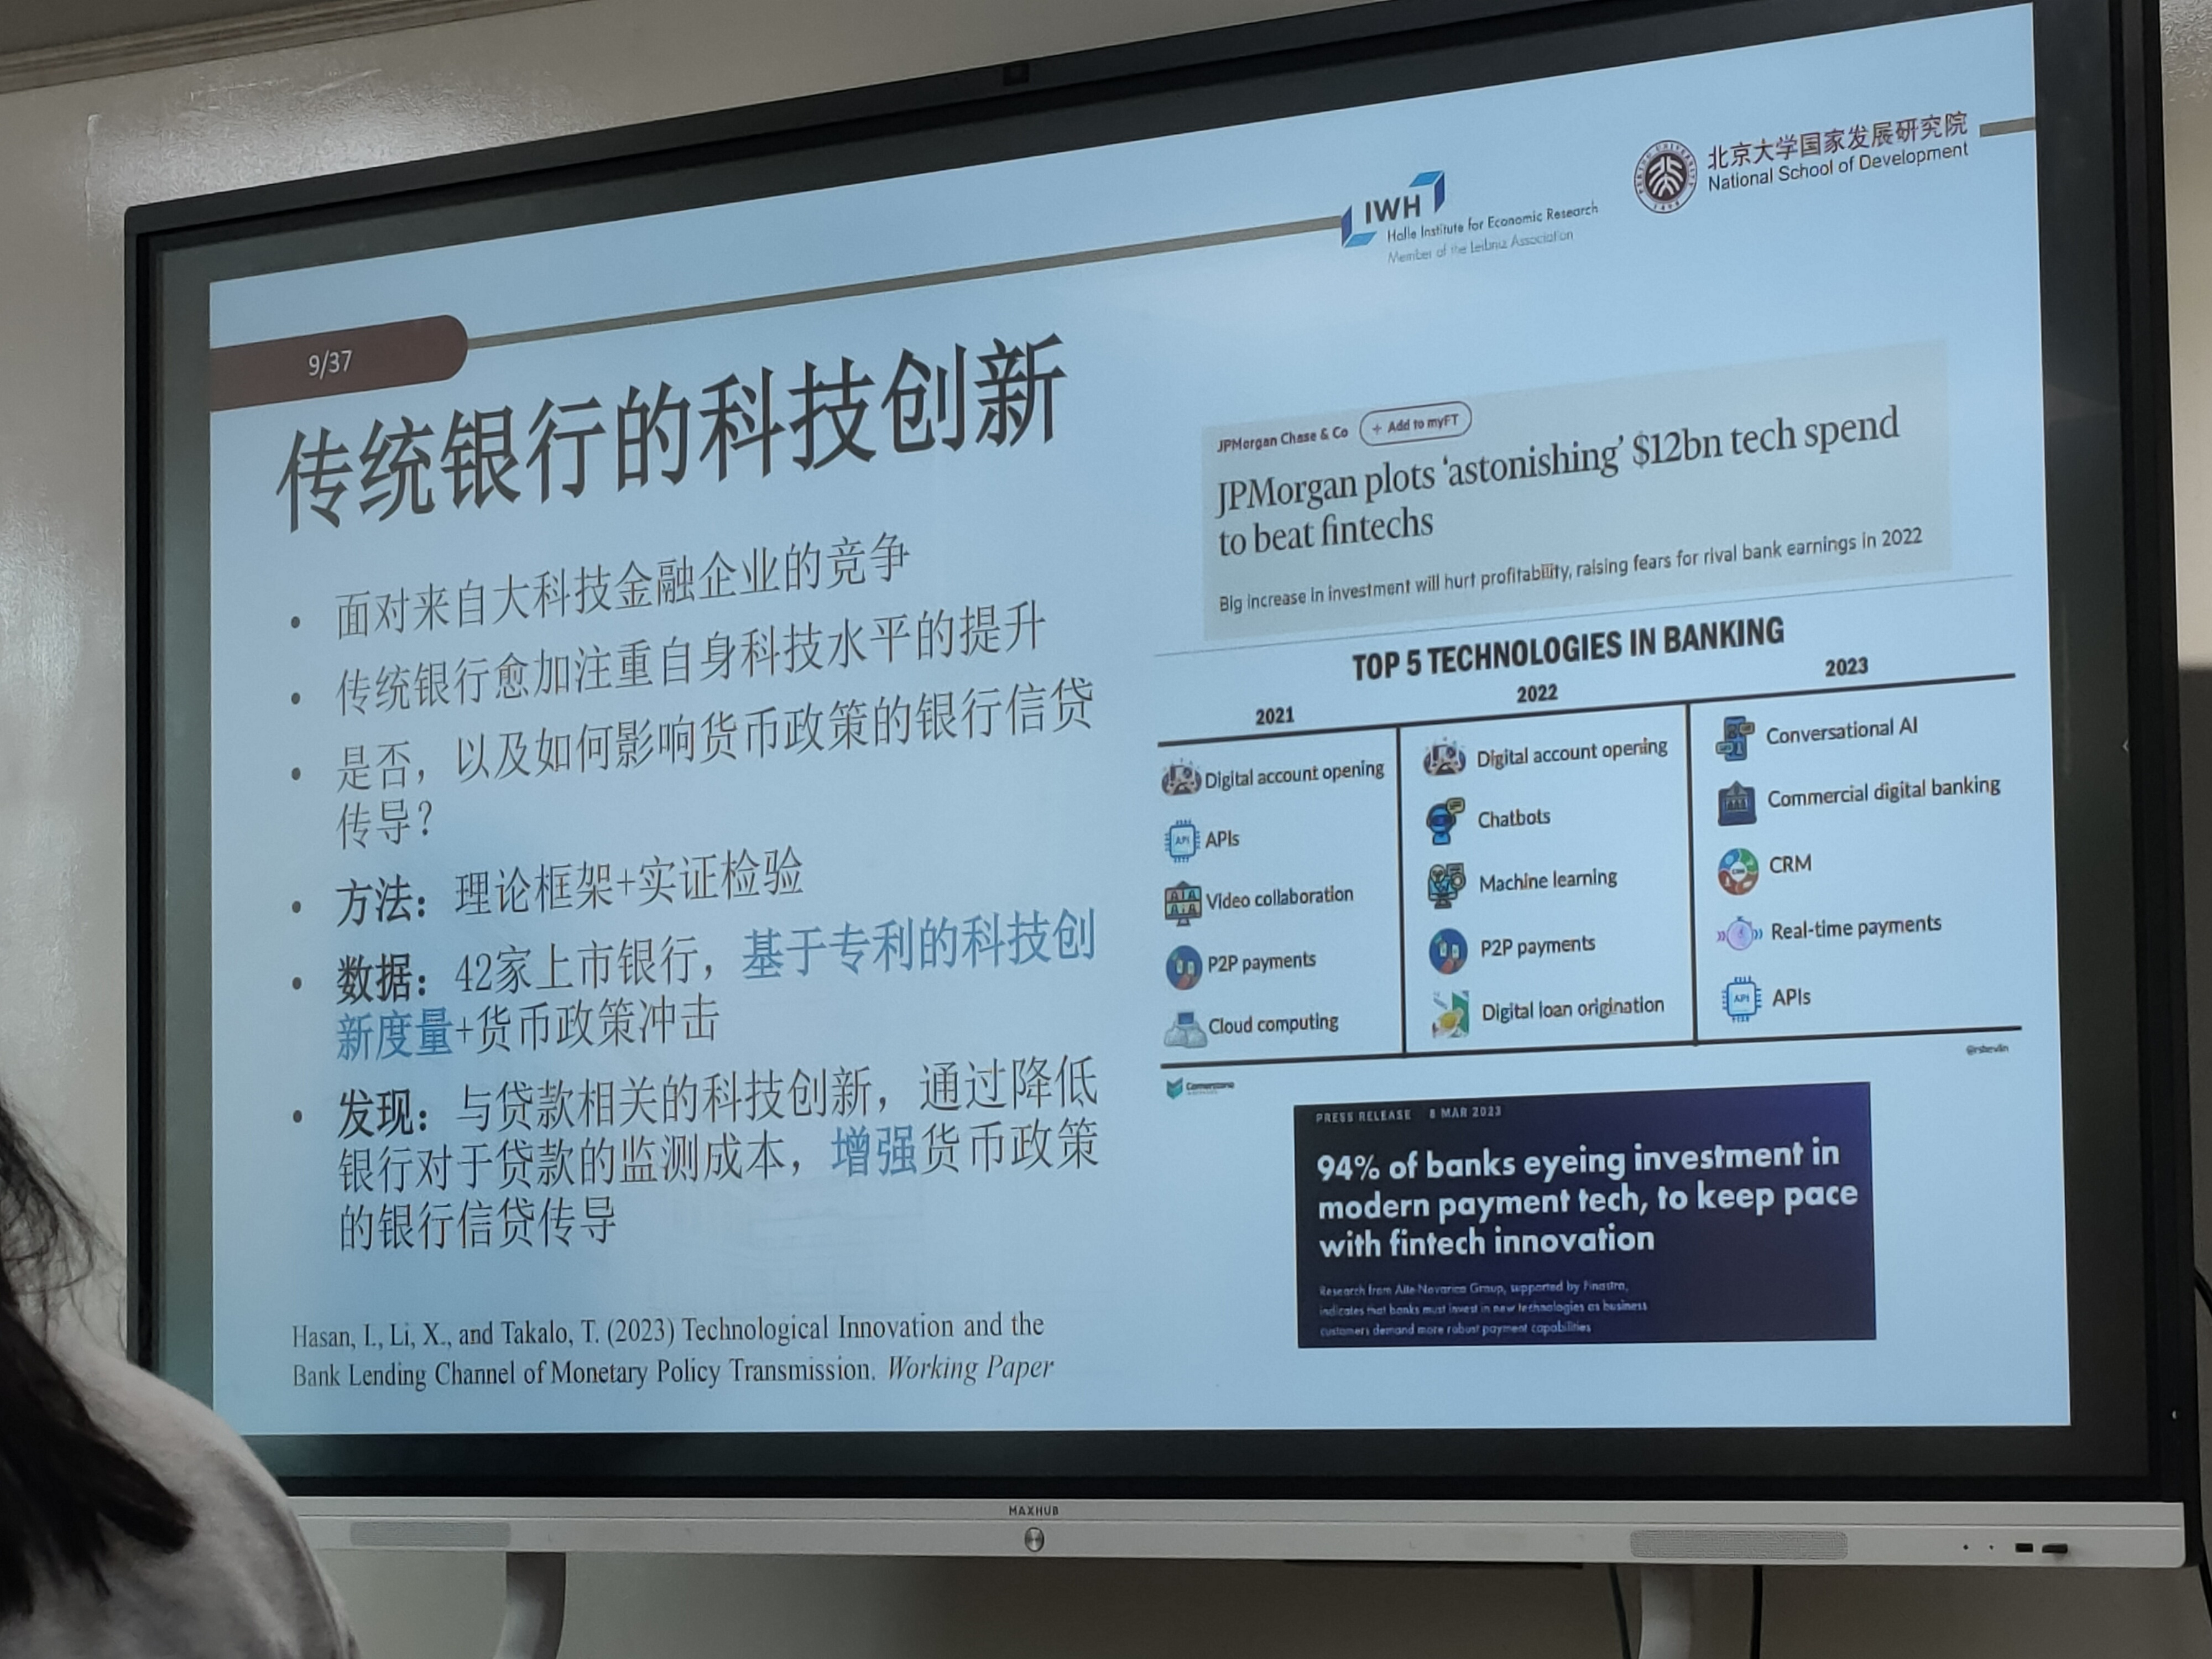 IWH
Halle Institute for Economic Research
Member of the Leibniz Association
北京大学国家发展研究院
National School of Development
9/37
传统银行的科技创新
• 面对来自大科技金融企业的竞争
• 传统银行愈加注重自身科技水平的提升
• 是否，以及如何影响货币政策的银行信贷
传导？
• 方法：理论框架+实证检验
• 数据：42家上市银行，基于专利的科技创
新度量+货币政策冲击
• 发现：与贷款相关的科技创新，通过降低
银行对于贷款的监测成本，增强货币政策
的银行信贷传导
Hasan, I., Li, X., and Takalo, T. (2023) Technological Innovation and the
Bank Lending Channel of Monetary Policy Transmission. Working Paper
JPMorgan Chase & Co + Add to myFT
JPMorgan plots ‘astonishing’ $12bn tech spend
to beat fintechs
Big increase in investment will hurt profitability, raising fears for rival bank earnings in 2022
TOP 5 TECHNOLOGIES IN BANKING
2021
Digital account opening
API APIs
Video collaboration
P2P payments
Cloud computing
2022
Digital account opening
Chatbots
Machine learning
P2P payments
Digital loan origination
2023
Conversational AI
Commercial digital banking
CRM
Real-time payments
API APIs
@rshevlin
Cornerstone
PRESS RELEASE 8 MAR 2023
94% of banks eyeing investment in
modern payment tech, to keep pace
with fintech innovation
Research from Aite-Novarica Group, supported by Finastra,
indicates that banks must invest in new technologies as business
customers demand more robust payment capabilities
MAXHUB